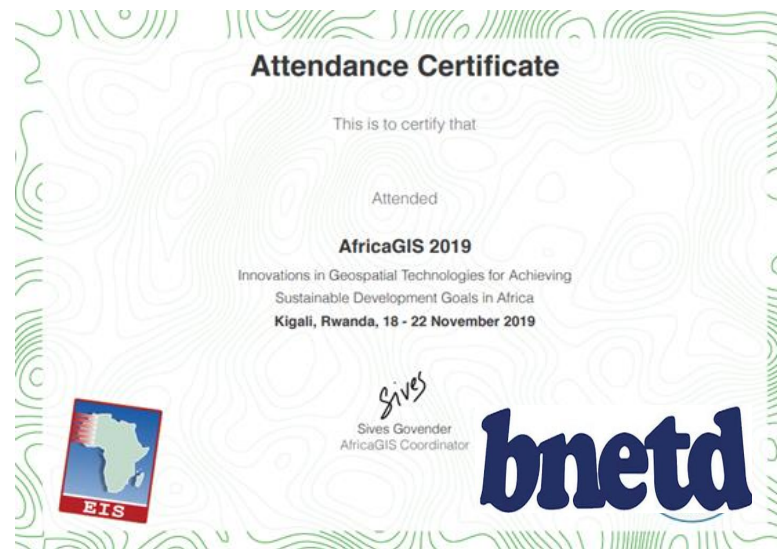 Attendance Certificate
This is to certify that
Attended
AfricaGIS 2019
Innovations in Geospatial Technologies for Achieving
Sustainable Development Goals in Africa
Kigali, Rwanda, 18 - 22 November 2019
Sives
Sives Govender
AfricaGIS Coordinator
EIS
bnetd